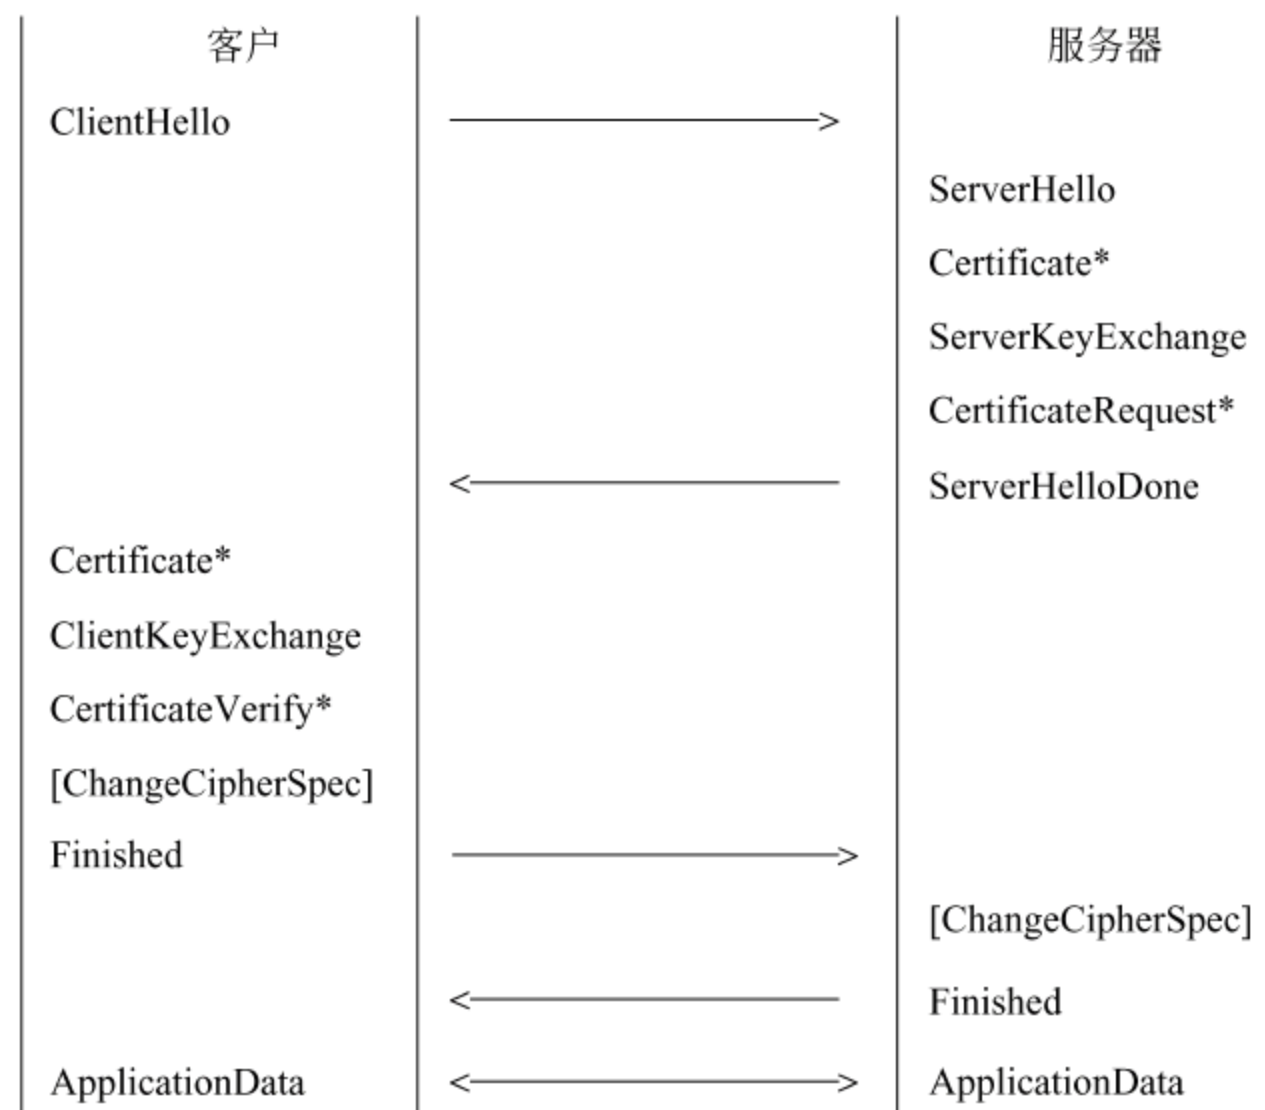 客户
服务器
ClientHello
ServerHello
Certificate*
ServerKeyExchange
CertificateRequest*
ServerHelloDone
Certificate*
ClientKeyExchange
CertificateVerify*
[ChangeCipherSpec]
Finished
[ChangeCipherSpec]
Finished
ApplicationData
ApplicationData